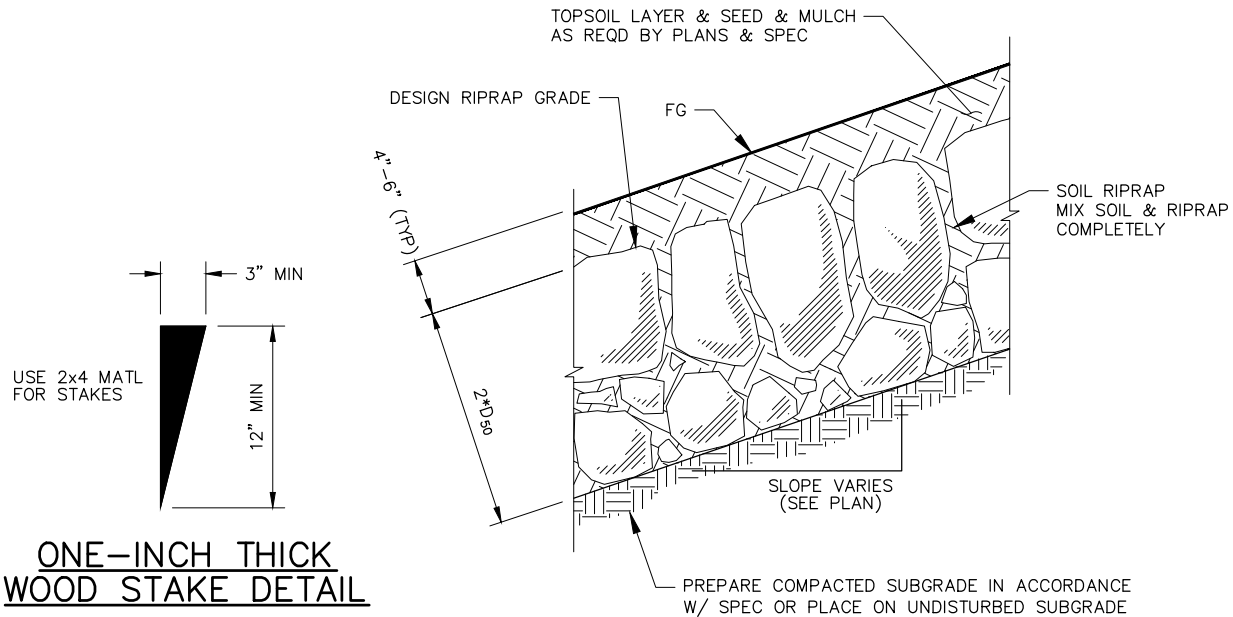 TOPSOIL LAYER & SEED & MULCH
AS REQD BY PLANS & SPEC
DESIGN RIPRAP GRADE
FG
4"-6" (TYP)
SOIL RIPRAP
MIX SOIL & RIPRAP
COMPLETELY
3" MIN
USE 2x4 MATL
FOR STAKES
12" MIN
2*D50
SLOPE VARIES
(SEE PLAN)
ONE-INCH THICK
WOOD STAKE DETAIL
PREPARE COMPACTED SUBGRADE IN ACCORDANCE
W/ SPEC OR PLACE ON UNDISTURBED SUBGRADE